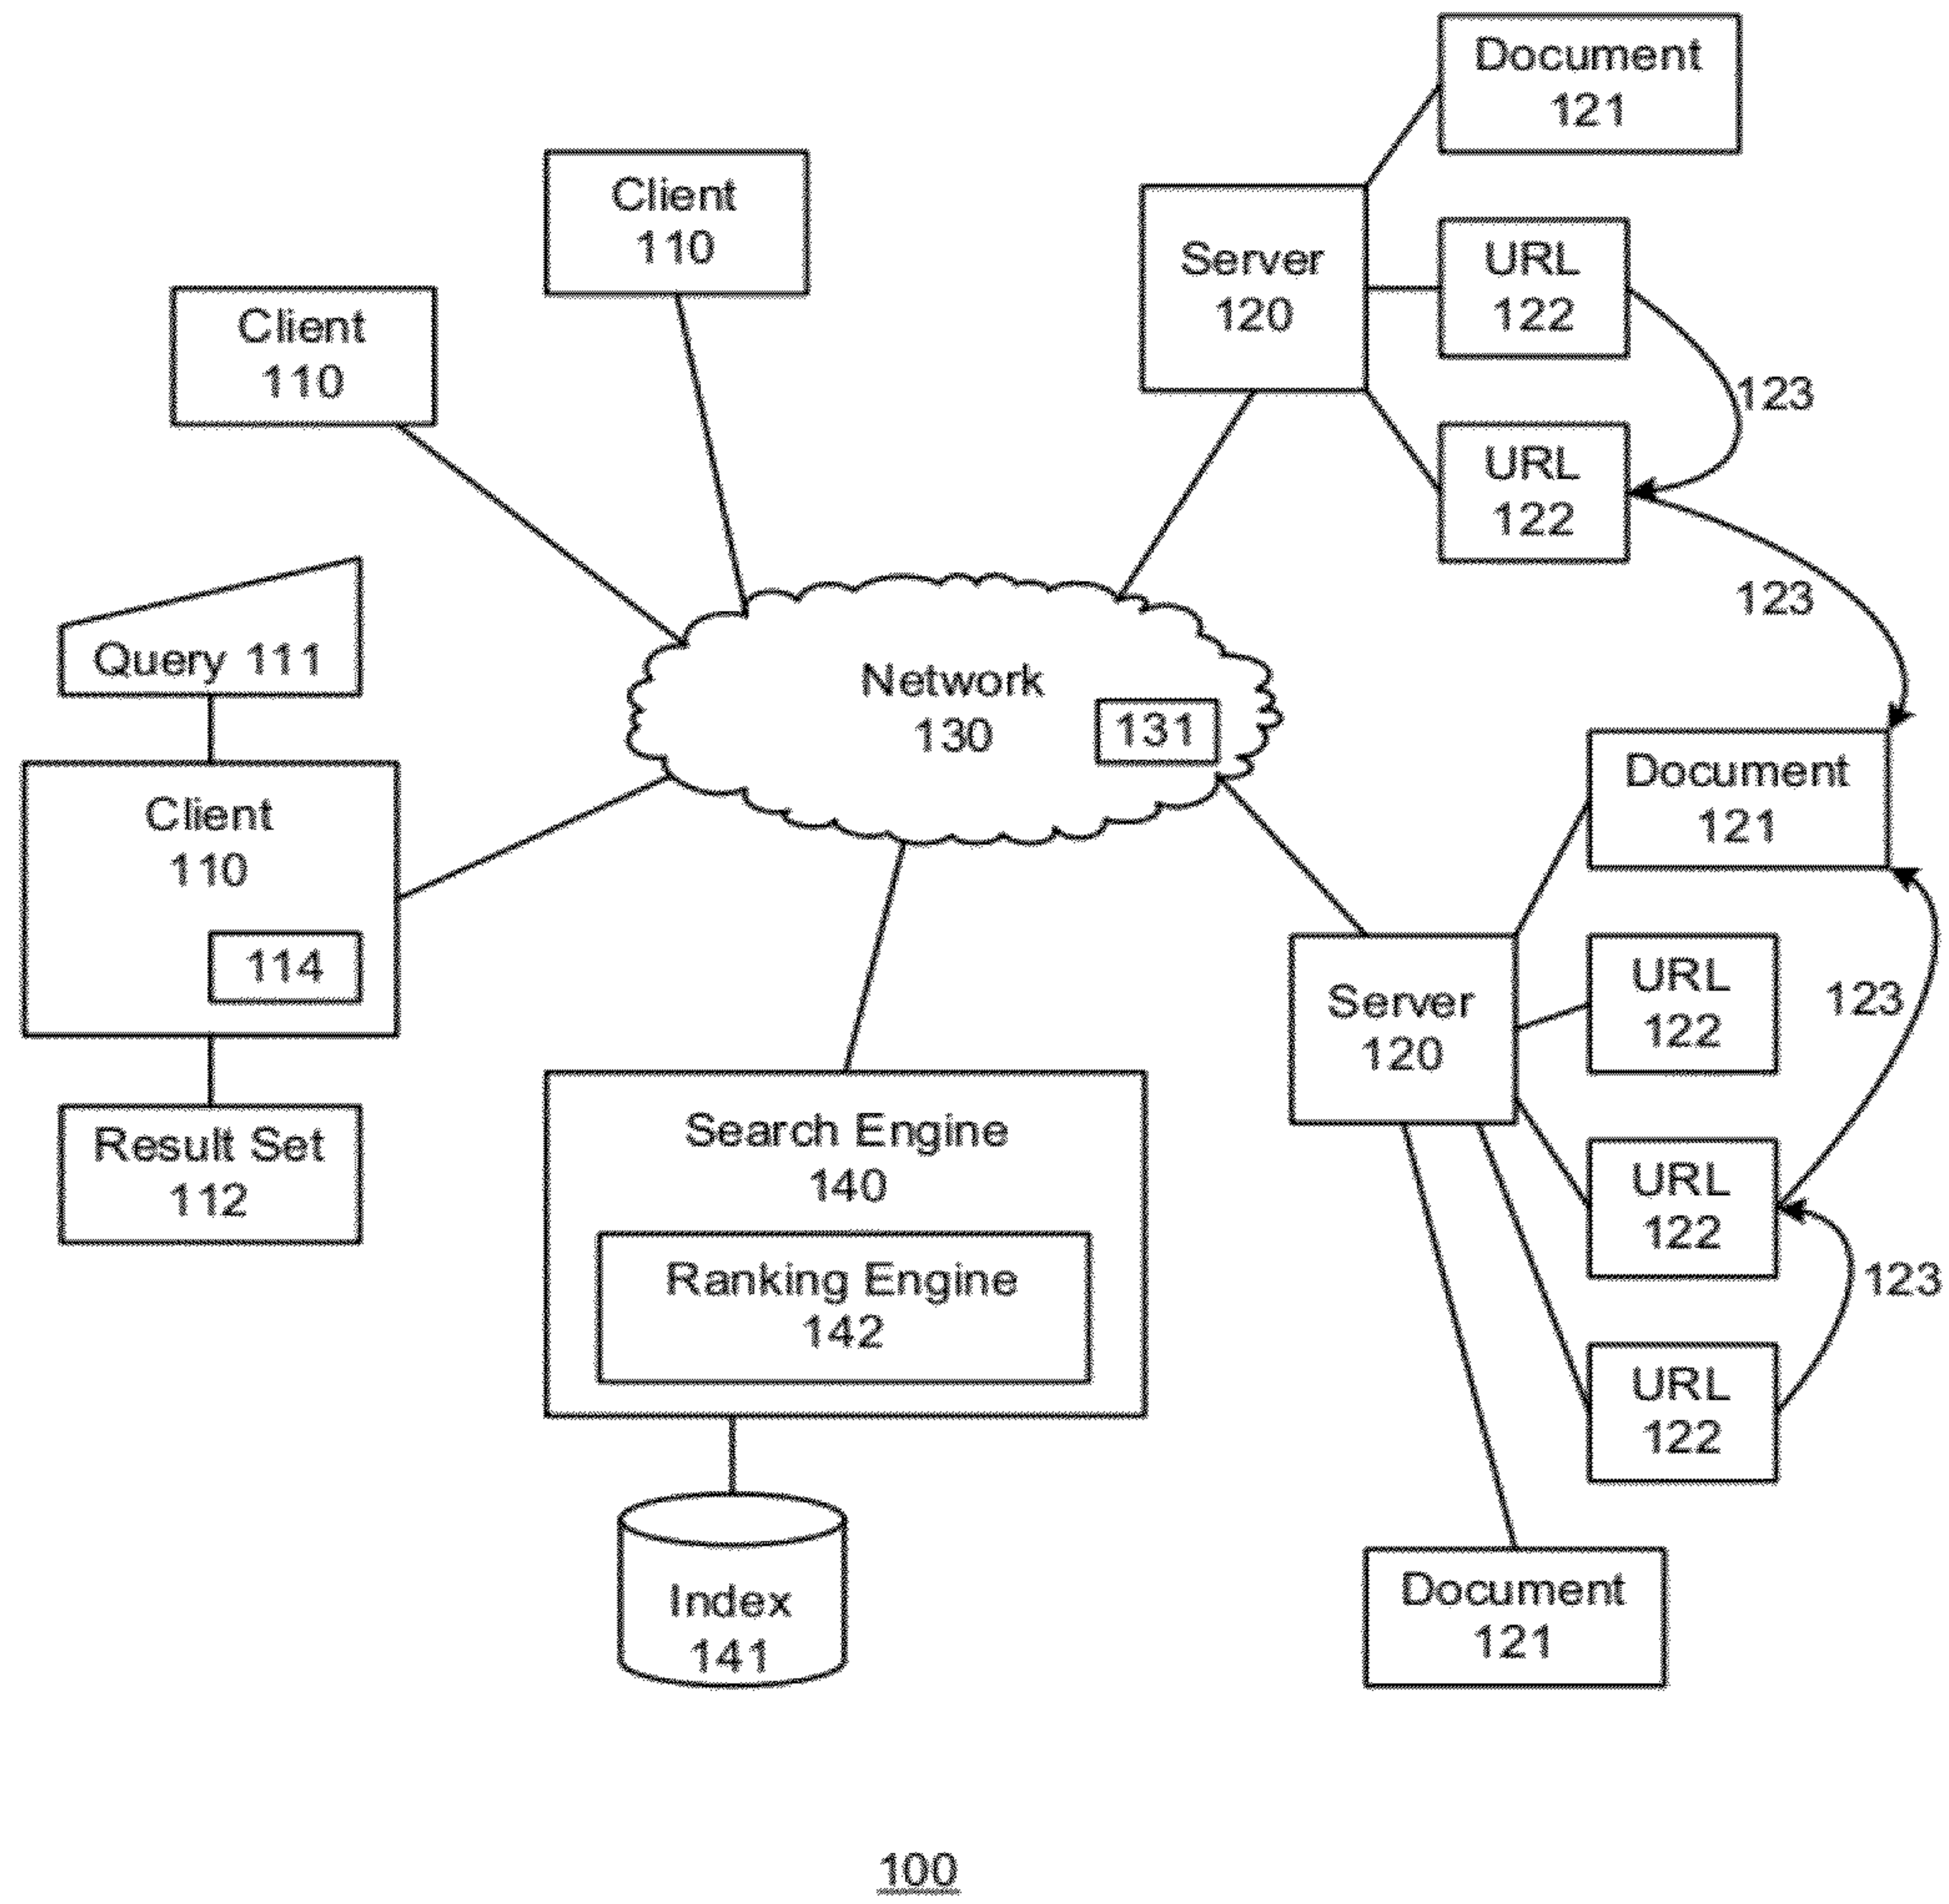 Document
121
Client
110
Server
120
URL
122
Client
110
123
URL
122
123
Query 111
Network
130
131
Document
121
Client
110
114
Server
120
URL
122
123
Search Engine
140
Result Set
112
URL
122
Ranking Engine
142
123
URL
122
Index
141
Document
121
100